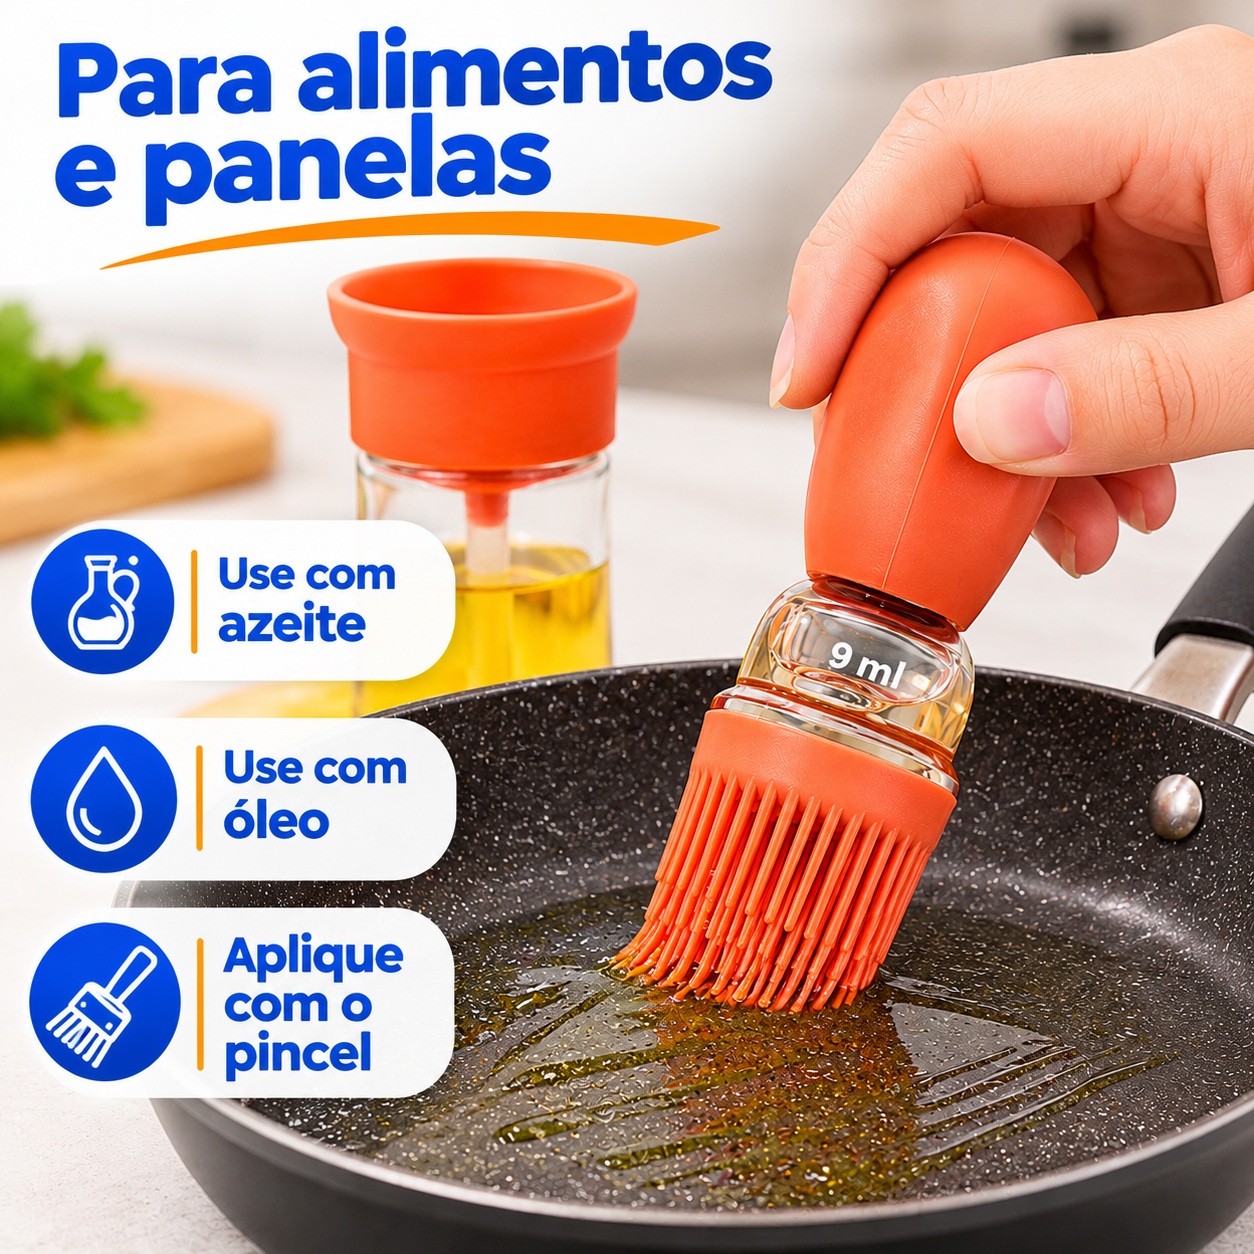 Para alimentos
e panelas
Use com
azeite
Use com
óleo
Aplique
com o
pincel
9 ml